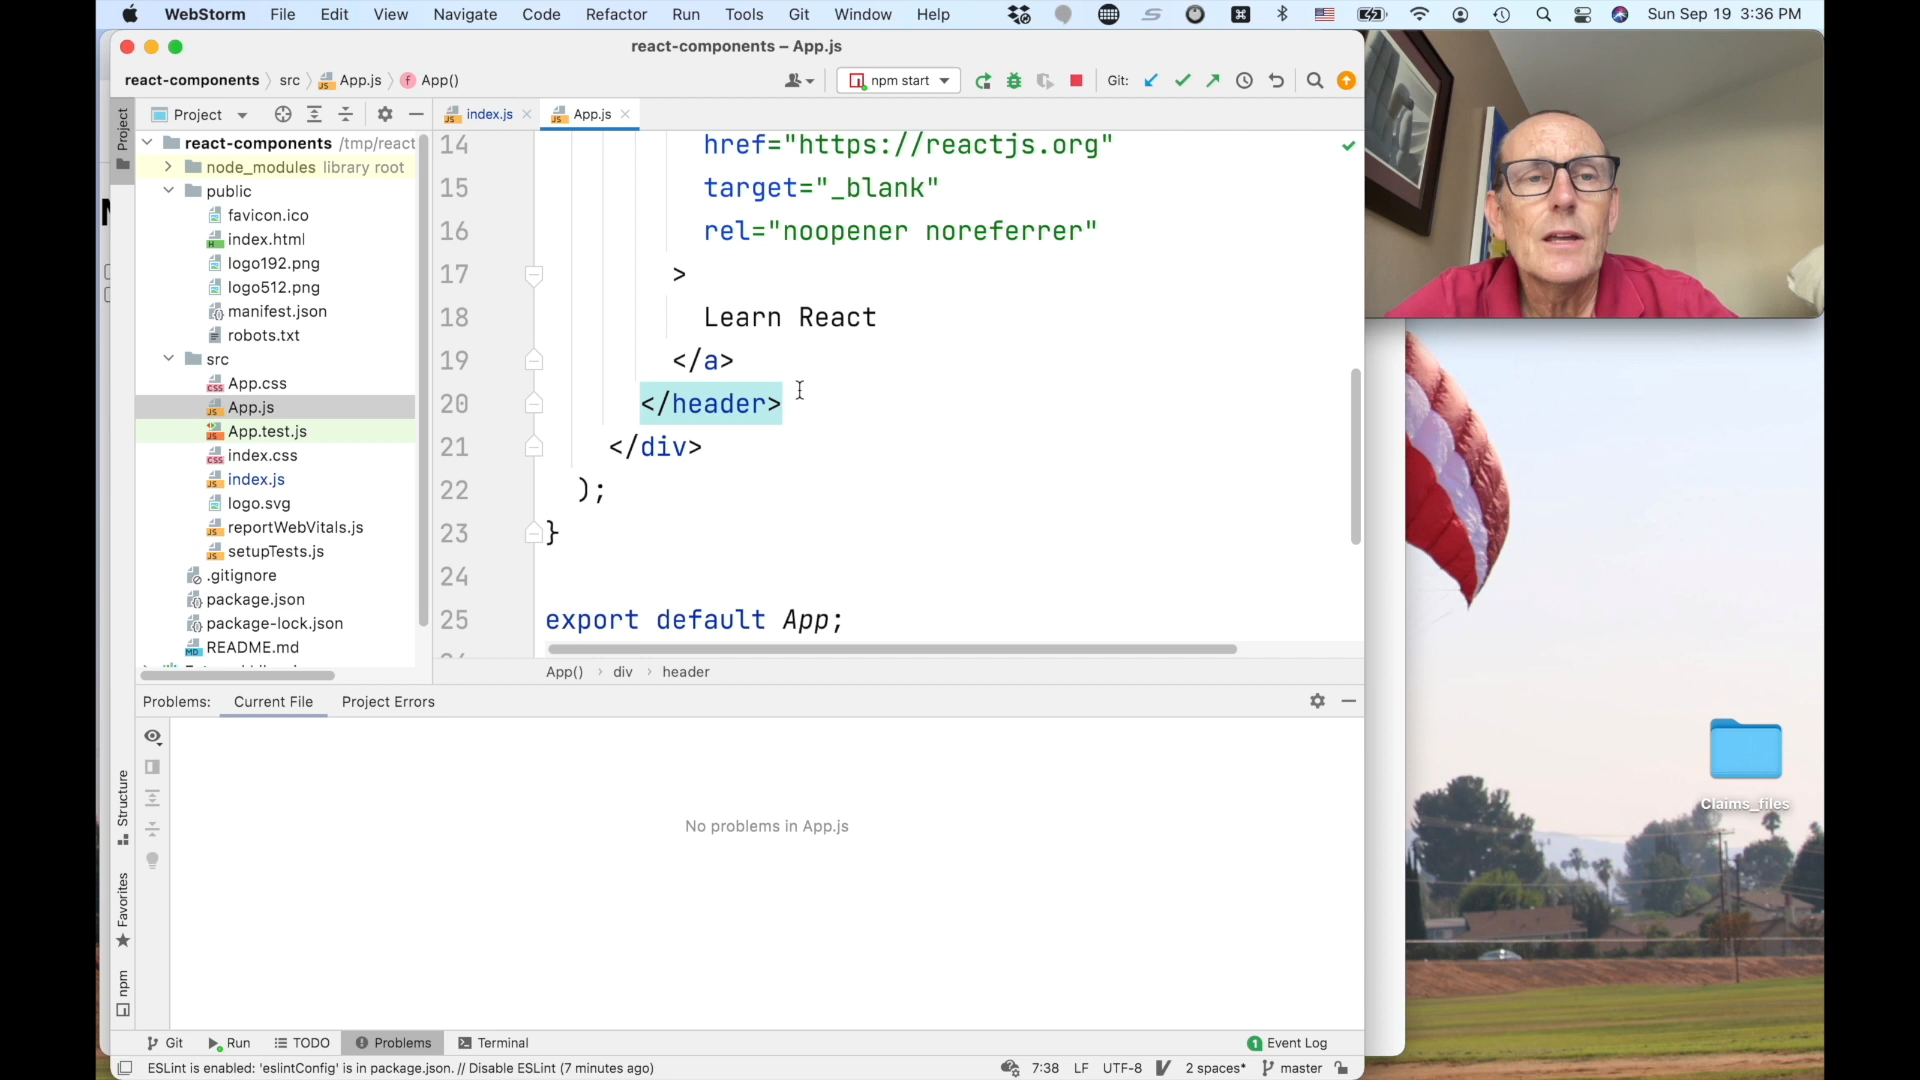 WebStorm File Edit View Navigate Code Refactor Run Tools Git Window Help Sun Sep 19 3:36 PM
react-components – App.js
react-components src App.js f App() npm start Git:
Project index.js App.js
Project
react-components /tmp/react
node_modules library root
public
favicon.ico
index.html
logo192.png
logo512.png
manifest.json
robots.txt
src
App.css
App.js
App.test.js
index.css
index.js
logo.svg
reportWebVitals.js
setupTests.js
.gitignore
package.json
package-lock.json
README.md
14 href="https://reactjs.org"
15 target="_blank"
16 rel="noopener noreferrer"
17 >
18 Learn React
19 </a>
20 </header>
21 </div>
22 );
23 }
24
25 export default App;
App() div header
Problems: Current File Project Errors
No problems in App.js
Structure
Favorites
npm
Claims_files
Git Run TODO Problems Terminal 1 Event Log
ESLint is enabled: 'eslintConfig' is in package.json. // Disable ESLint (7 minutes ago) 7:38 LF UTF-8 2 spaces* master